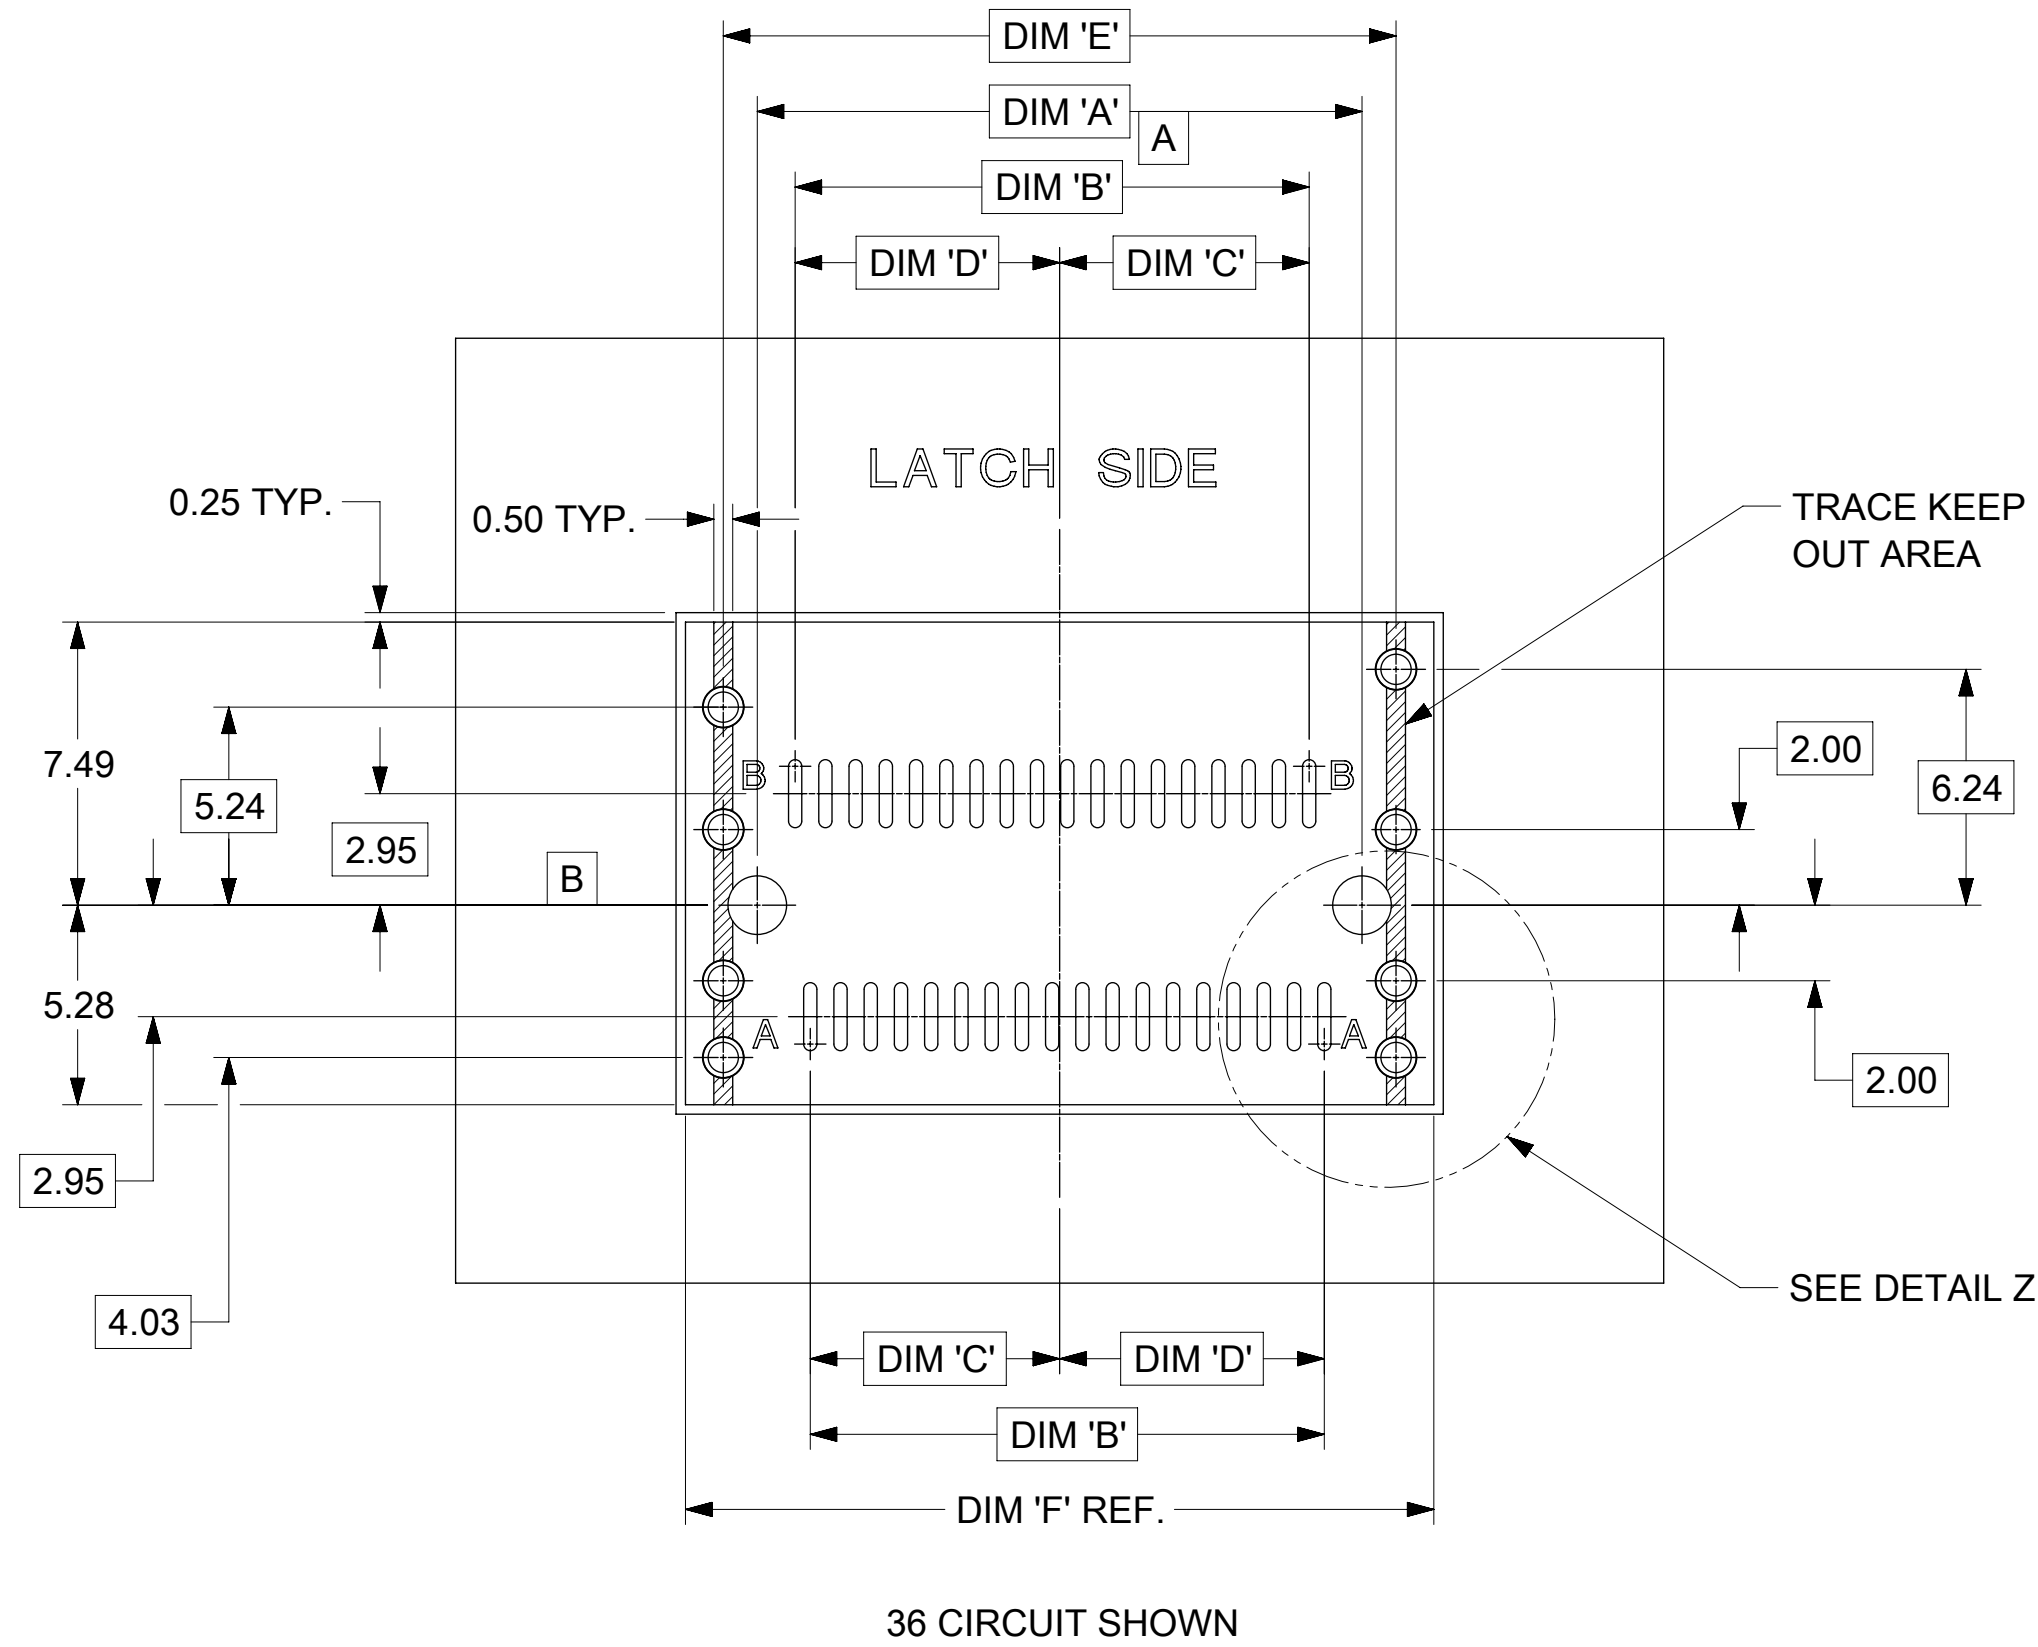 DIM 'E'
DIM 'A'
A
DIM 'B'
DIM 'D'
DIM 'C'
LATCH SIDE
0.25 TYP.
0.50 TYP.
TRACE KEEP
OUT AREA
7.49
5.24
2.95
B
B
B
2.00
6.24
5.28
A
A
2.00
2.95
4.03
SEE DETAIL Z
DIM 'C'
DIM 'D'
DIM 'B'
DIM 'F' REF.
36 CIRCUIT SHOWN